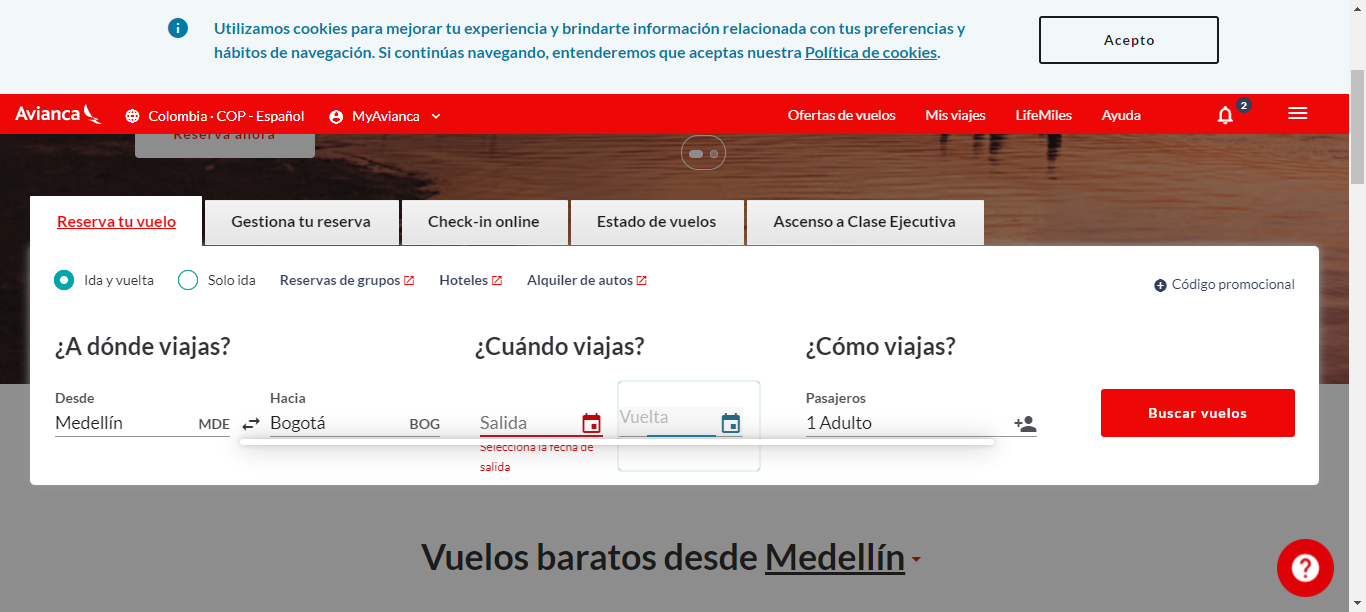 Utilizamos cookies para mejorar tu experiencia y brindarte información relacionada con tus preferencias y
hábitos de navegación. Si continúas navegando, entenderemos que aceptas nuestra Política de cookies.
Acepto
Avianca
Colombia · COP - Español
MyAvianca
Ofertas de vuelos
Mis viajes
LifeMiles
Ayuda
2
Reserva ahora
Reserva tu vuelo
Gestiona tu reserva
Check-in online
Estado de vuelos
Ascenso a Clase Ejecutiva
Ida y vuelta
Solo ida
Reservas de grupos
Hoteles
Alquiler de autos
Código promocional
¿A dónde viajas?
¿Cuándo viajas?
¿Cómo viajas?
Desde
Hacia
Pasajeros
Medellín MDE
Bogotá BOG
Salida
Vuelta
1 Adulto
Buscar vuelos
Selecciona la fecha de
salida
Vuelos baratos desde Medellín